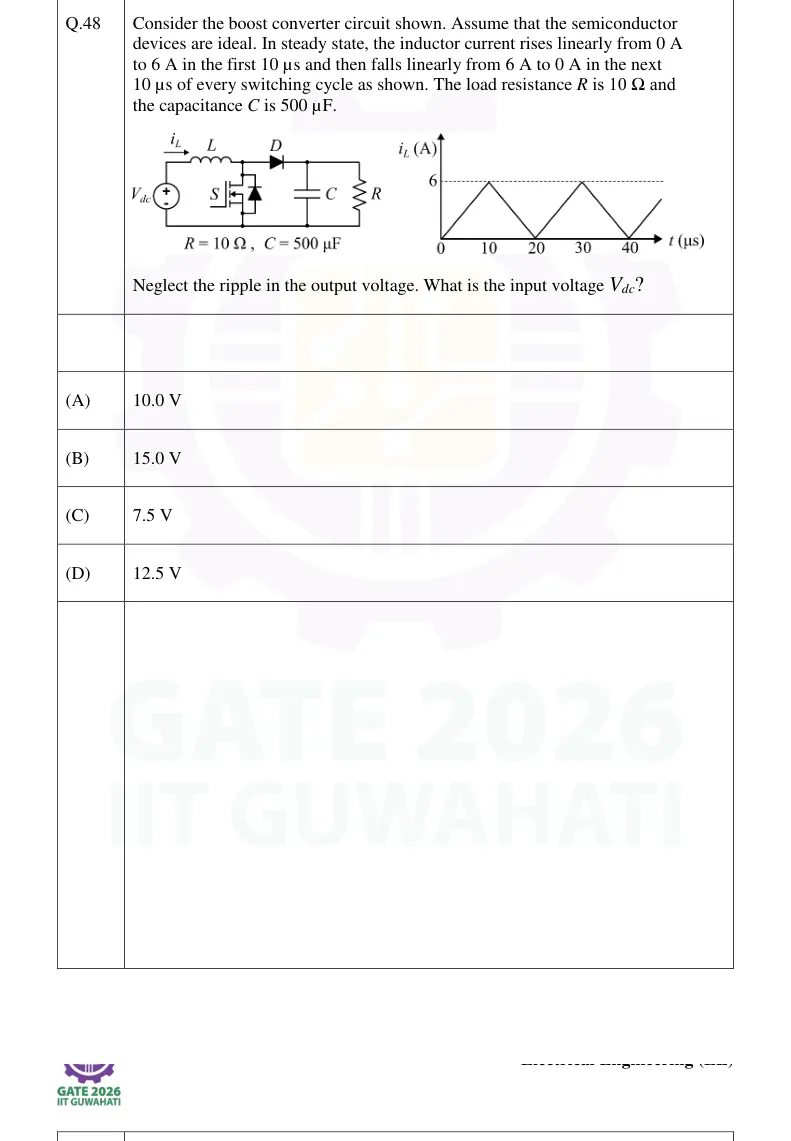 Q.48 Consider the boost converter circuit shown. Assume that the semiconductor
devices are ideal. In steady state, the inductor current rises linearly from 0 A
to 6 A in the first 10 µs and then falls linearly from 6 A to 0 A in the next
10 µs of every switching cycle as shown. The load resistance R is 10 Ω and
the capacitance C is 500 µF.
iL L D
Vdc + - S C R
R = 10 Ω , C = 500 µF
iL (A)
6
0 10 20 30 40 t (µs)
Neglect the ripple in the output voltage. What is the input voltage Vdc?
(A) 10.0 V
(B) 15.0 V
(C) 7.5 V
(D) 12.5 V
GATE 2026
IIT GUWAHATI
GATE 2026
IIT GUWAHATI